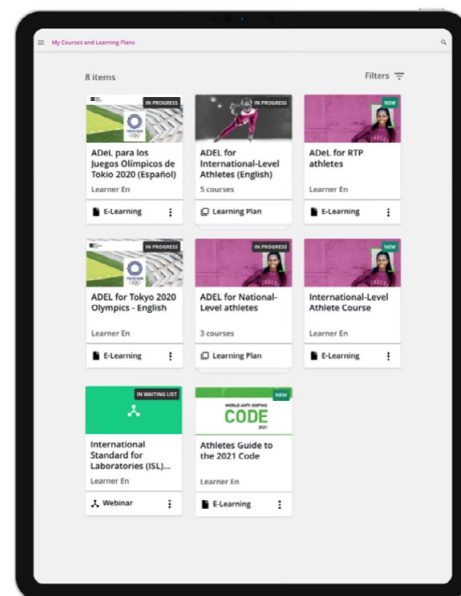 My Courses and Learning Plans
8 items
Filters
IN PROGRESS
ADeL para los
Juegos Olímpicos de
Tokio 2020 (Español)
Learner En
E-Learning
IN PROGRESS
ADEL for
International-Level
Athletes (English)
5 courses
Learning Plan
NEW
ADeL for RTP
athletes
Learner En
E-Learning
IN PROGRESS
ADEL for Tokyo 2020
Olympics - English
Learner En
E-Learning
IN PROGRESS
ADEL for National-
Level athletes
3 courses
Learning Plan
NEW
International-Level
Athlete Course
Learner En
E-Learning
IN WAITING LIST
International
Standard for
Laboratories (ISL)...
Learner En
Webinar
NEW
WORLD ANTI-DOPING
CODE
2021
Athletes Guide to
the 2021 Code
Learner En
E-Learning